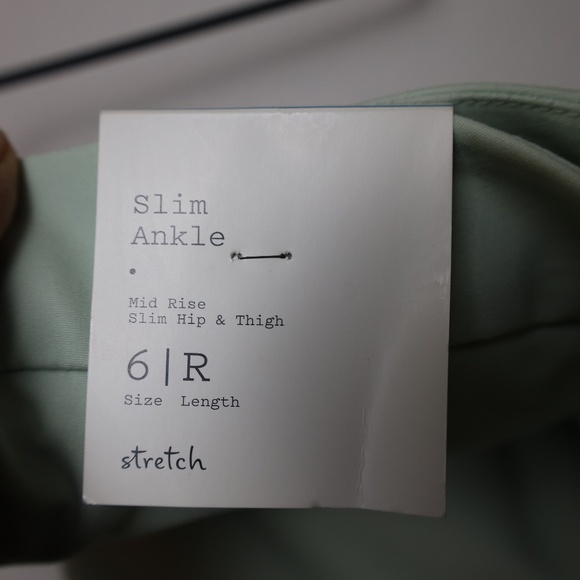 Slim
Ankle
Mid Rise
Slim Hip & Thigh
6|R
Size Length
stretch